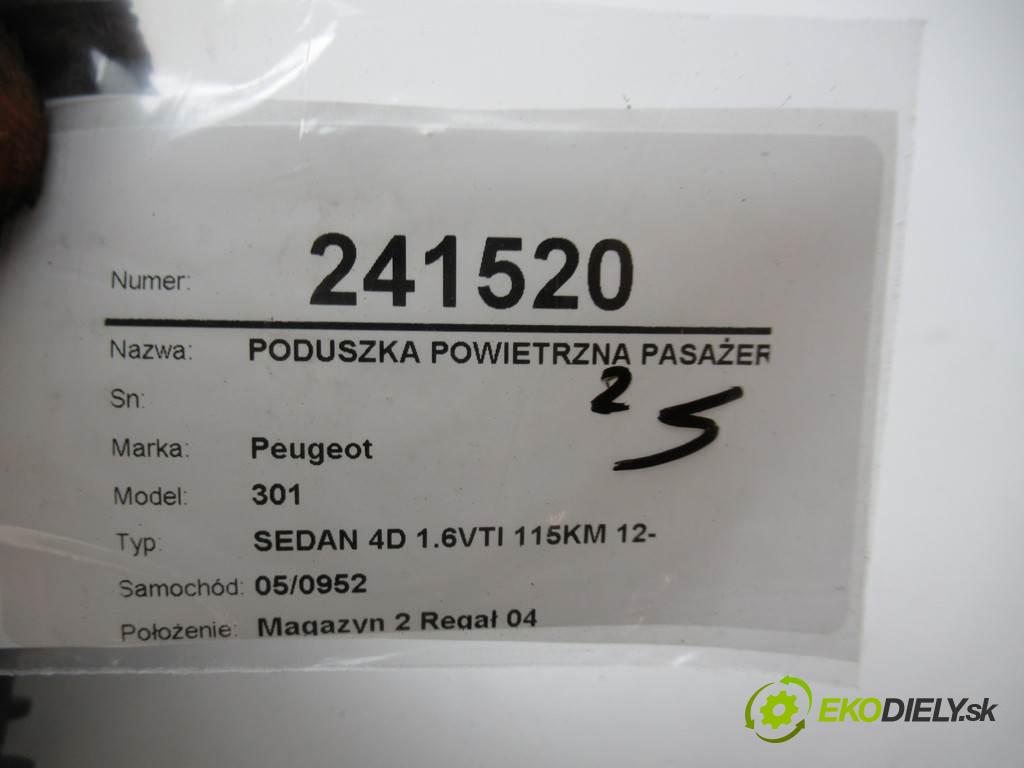 Numer: 241520
Nazwa: PODUSZKA POWIETRZNA PASAŻER
Sn:
2 S
Marka: Peugeot
Model: 301
Typ: SEDAN 4D 1.6VTI 115KM 12-
Samochód: 05/0952
Położenie: Magazyn 2 Regał 04
EKODIELY.sk